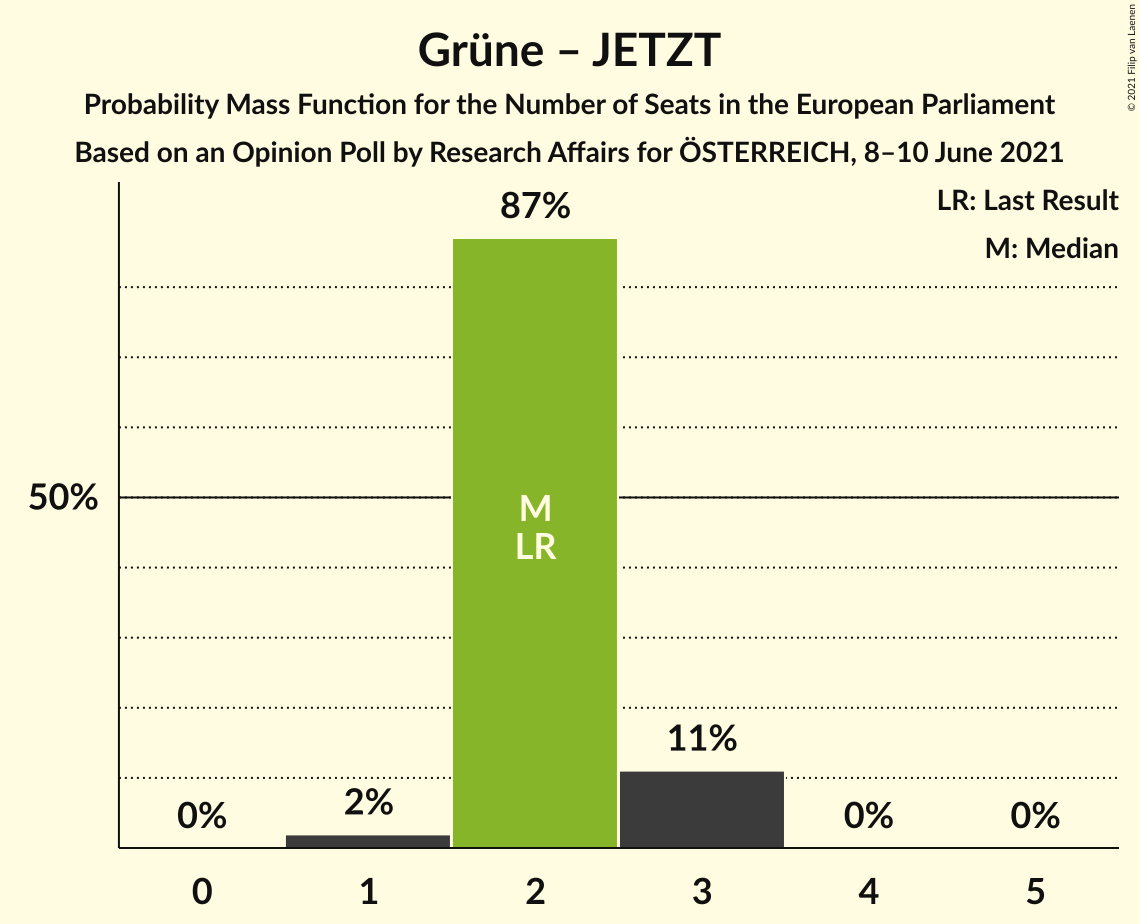 Grüne – JETZT
Probability Mass Function for the Number of Seats in the European Parliament
Based on an Opinion Poll by Research Affairs for ÖSTERREICH, 8–10 June 2021
© 2021 Filip van Laenen
LR: Last Result
M: Median
87%
50%
M
LR
11%
0%
2%
0%
0%
0
1
2
3
4
5